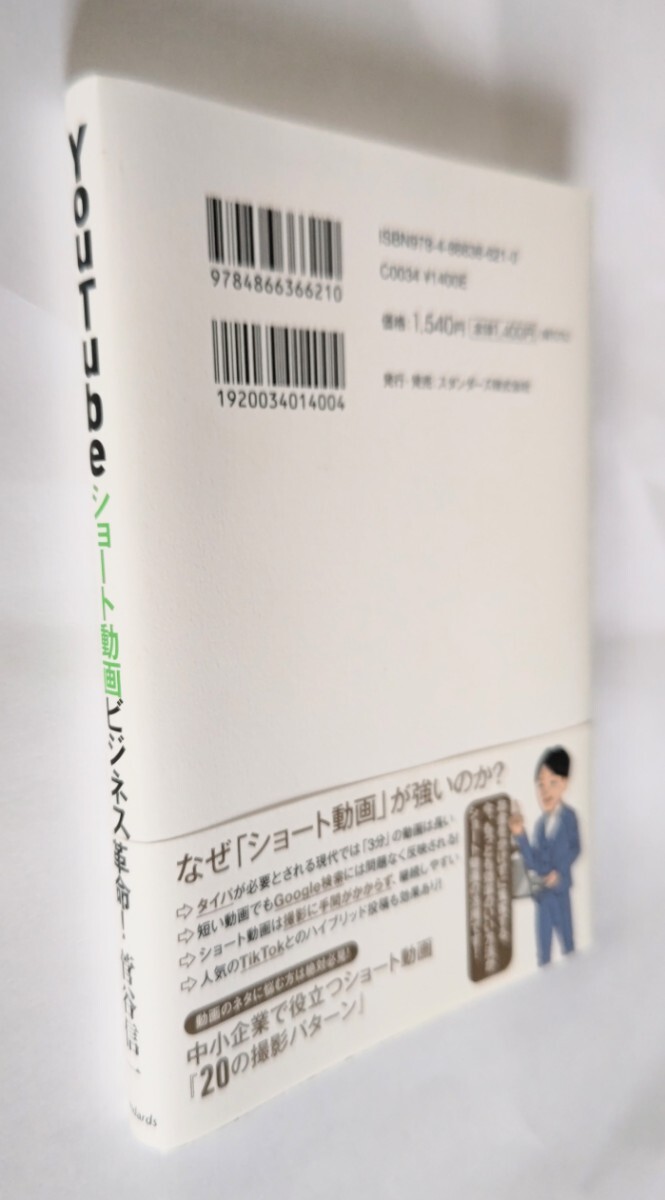 YouTubeショート動画ビジネス革命! 菅谷信一
ISBN978-4-86636-621-0
9784866366210
C0034 ¥1400E
価格:1,540円
1920034014004
発行・発売:スタンダーズ株式会社
なぜ「ショート動画」が強いのか?
⇨タイパが必要とされる現代では「3分」の動画は長い
⇨短い動画でもGoogle検索には問題なく反映される!
⇨ショート動画は撮影に手間がかからず、継続しやすい
⇨人気のTikTokとのハイブリッド投稿も効果あり!!
動画のネタに悩む方は絶対必見!
中小企業で役立つショート動画
『20の撮影パターン』